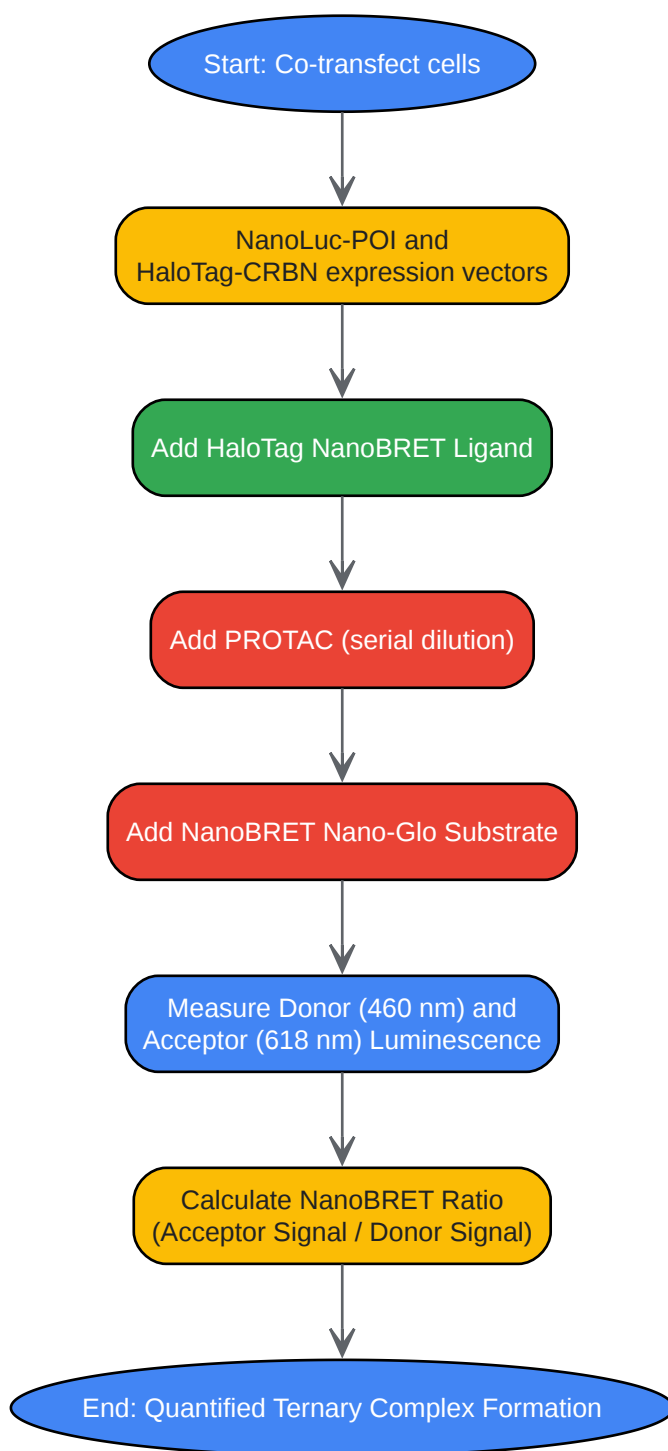 Start: Co-transfect cells
NanoLuc-POI and
HaloTag-CRBN expression vectors
Add HaloTag NanoBRET Ligand
Add PROTAC (serial dilution)
Add NanoBRET Nano-Glo Substrate
Measure Donor (460 nm) and
Acceptor (618 nm) Luminescence
Calculate NanoBRET Ratio
(Acceptor Signal / Donor Signal)
End: Quantified Ternary Complex Formation